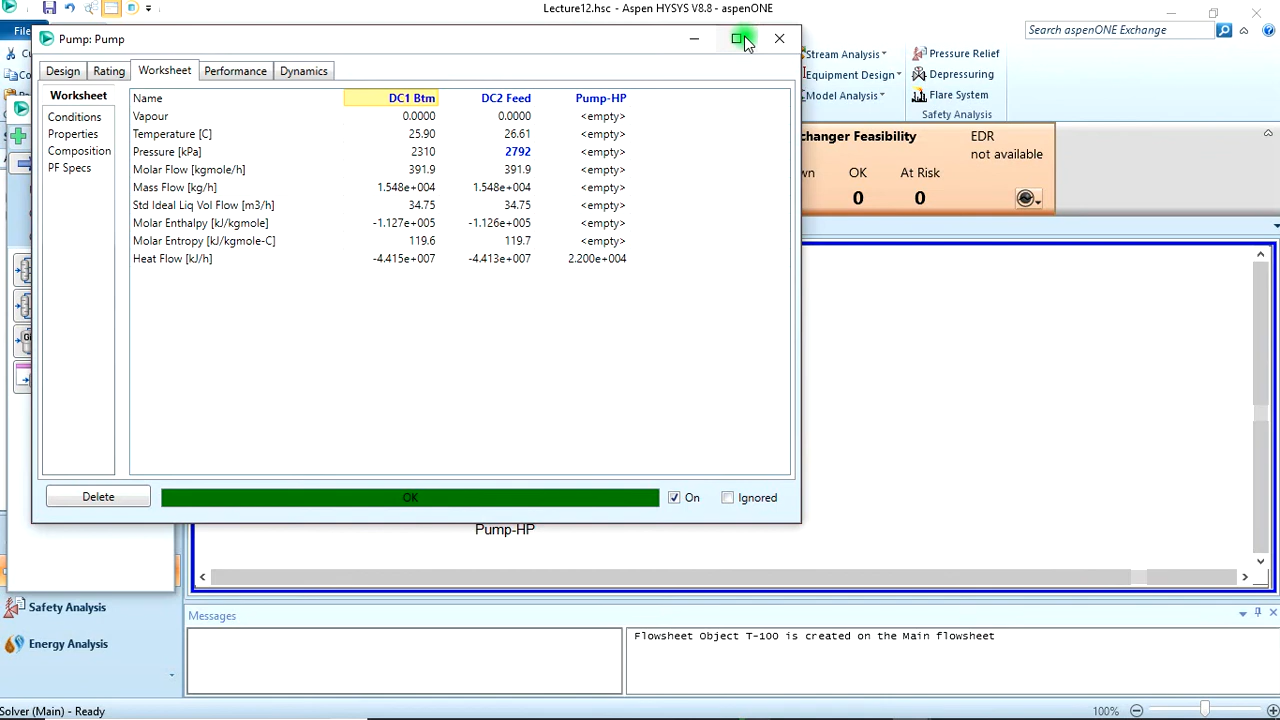 Lecture12.hsc - Aspen HYSYS V8.8 - aspenONE
Search aspenONE Exchange
Pump: Pump
Design Rating Worksheet Performance Dynamics
Stream Analysis
Equipment Design
Model Analysis
Pressure Relief
Depressuring
Flare System
Safety Analysis
Worksheet
Conditions
Properties
Composition
PF Specs
Name DC1 Btm DC2 Feed Pump-HP
Vapour 0.0000 0.0000 <empty>
Temperature [C] 25.90 26.61 <empty>
Pressure [kPa] 2310 2792 <empty>
Molar Flow [kgmole/h] 391.9 391.9 <empty>
Mass Flow [kg/h] 1.548e+004 1.548e+004 <empty>
Std Ideal Liq Vol Flow [m3/h] 34.75 34.75 <empty>
Molar Enthalpy [kJ/kgmole] -1.127e+005 -1.126e+005 <empty>
Molar Entropy [kJ/kgmole-C] 119.6 119.7 <empty>
Heat Flow [kJ/h] -4.415e+007 -4.413e+007 2.200e+004
changer Feasibility
EDR
not available
OK At Risk
0 0
Delete OK On Ignored
Pump-HP
Safety Analysis
Energy Analysis
Messages
Flowsheet Object T-100 is created on the Main flowsheet
Solver (Main) - Ready
100%